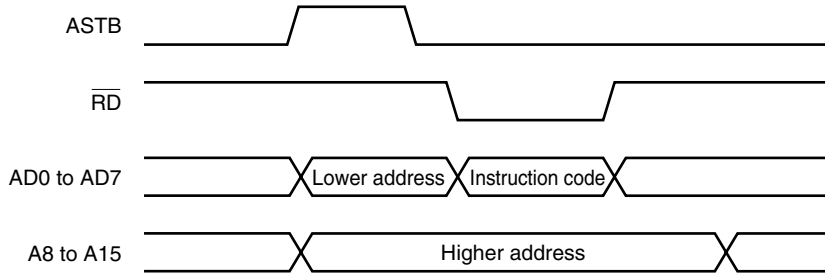 ASTB
RD
AD0 to AD7
Lower address
Instruction code
A8 to A15
Higher address